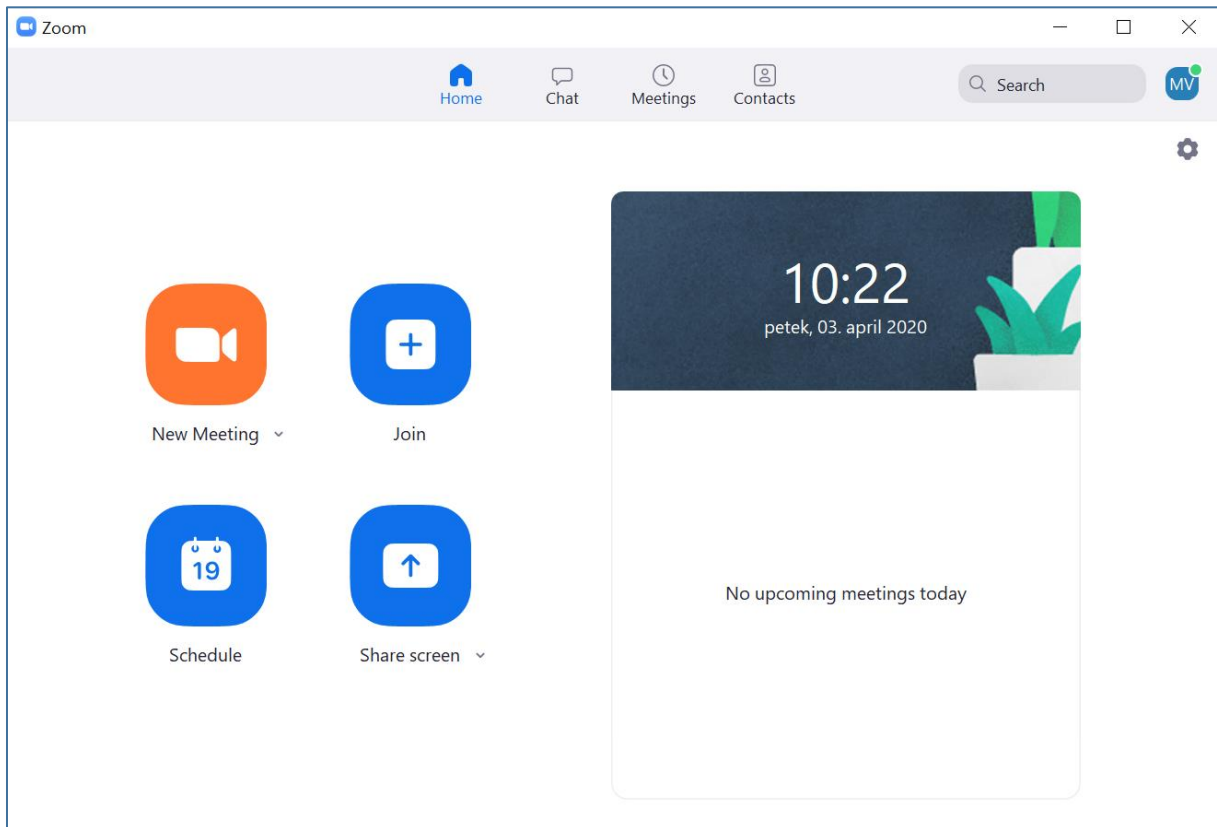 Zoom
Home Chat Meetings Contacts Search MV
10:22
petek, 03. april 2020
New Meeting Join
19
Schedule Share screen
No upcoming meetings today